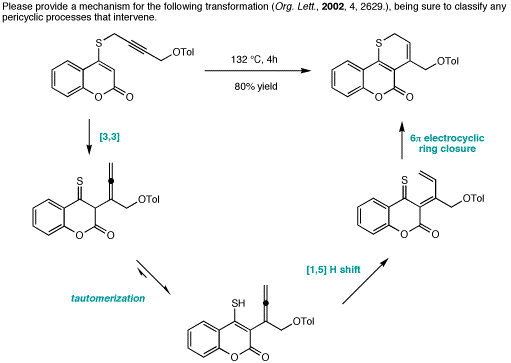 Please provide a mechanism for the following transformation (Org. Lett., 2002, 4, 2629.), being sure to classify any
pericyclic processes that intervene.
S
OTol
O
O
132 °C, 4h
80% yield
S
OTol
O
O
[3,3]
6π electrocyclic
ring closure
S
OTol
O
O
S
OTol
O
O
tautomerization
[1,5] H shift
SH
OTol
O
O